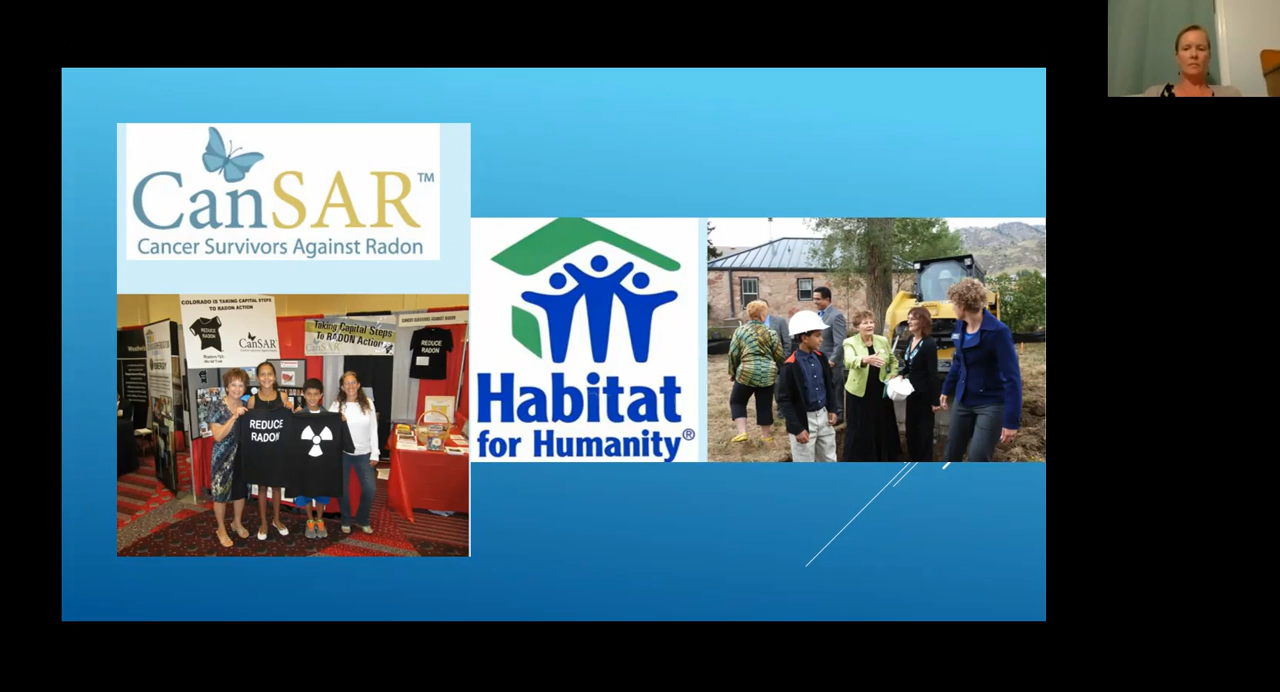 CanSAR™
Cancer Survivors Against Radon
COLORADO IS TAKING CAPITAL STEPS
TO RADON ACTION
REDUCE
RADON
CanSAR
Taking Capital Steps
To RADON Action
CANCER SURVIVORS AGAINST RADON
REDUCE
RADON
REDUCE
RADON
Habitat
for Humanity®